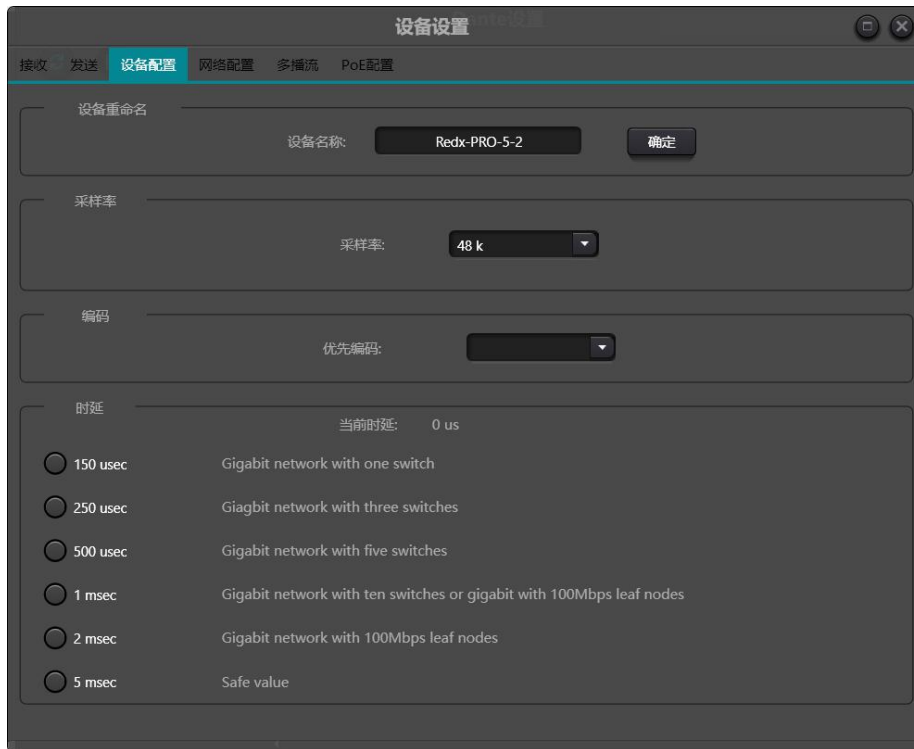 设备设置
接收 发送 设备配置 网络配置 多播流 PoE配置
设备重命名
设备名称: Redx-PRO-5-2 确定
采样率
采样率: 48 k
编码
优先编码:
时延
当前时延: 0 us
150 usec Gigabit network with one switch
250 usec Giagbit network with three switches
500 usec Gigabit network with five switches
1 msec Gigabit network with ten switches or gigabit with 100Mbps leaf nodes
2 msec Gigabit network with 100Mbps leaf nodes
5 msec Safe value